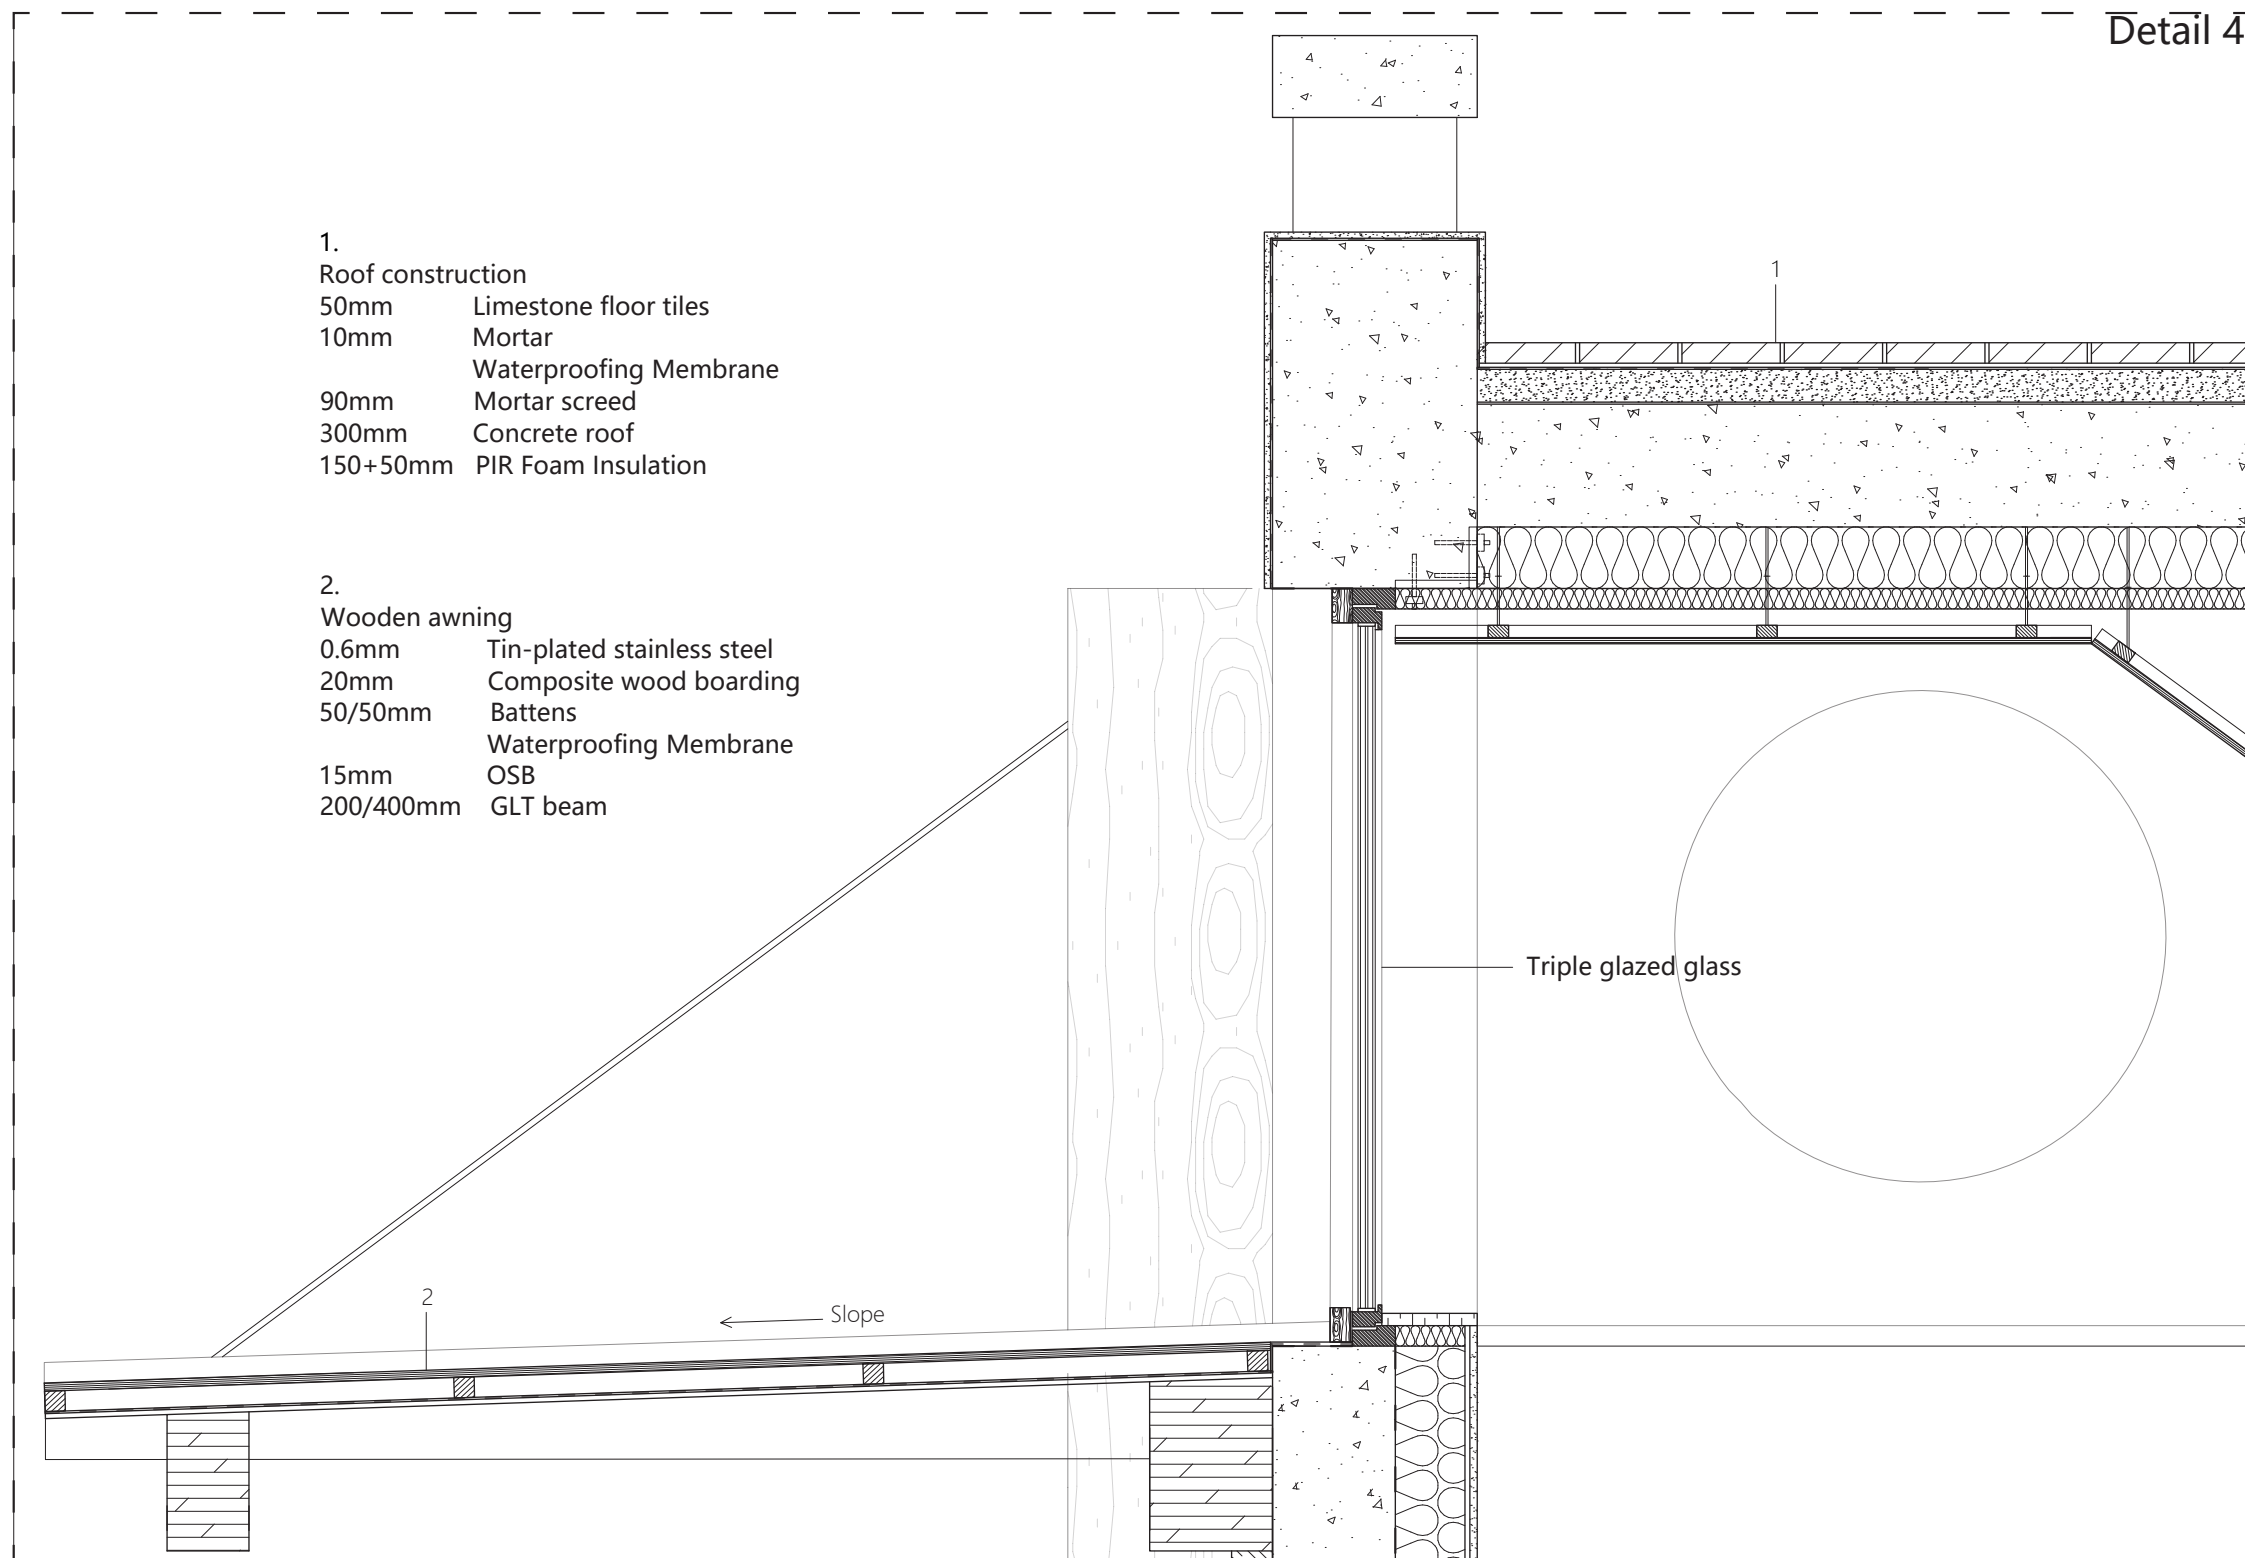 Detail 4
1.
Roof construction
50mm Limestone floor tiles
10mm Mortar
Waterproofing Membrane
90mm Mortar screed
300mm Concrete roof
150+50mm PIR Foam Insulation
1
2.
Wooden awning
0.6mm Tin-plated stainless steel
20mm Composite wood boarding
50/50mm Battens
Waterproofing Membrane
15mm OSB
200/400mm GLT beam
Triple glazed glass
2
Slope